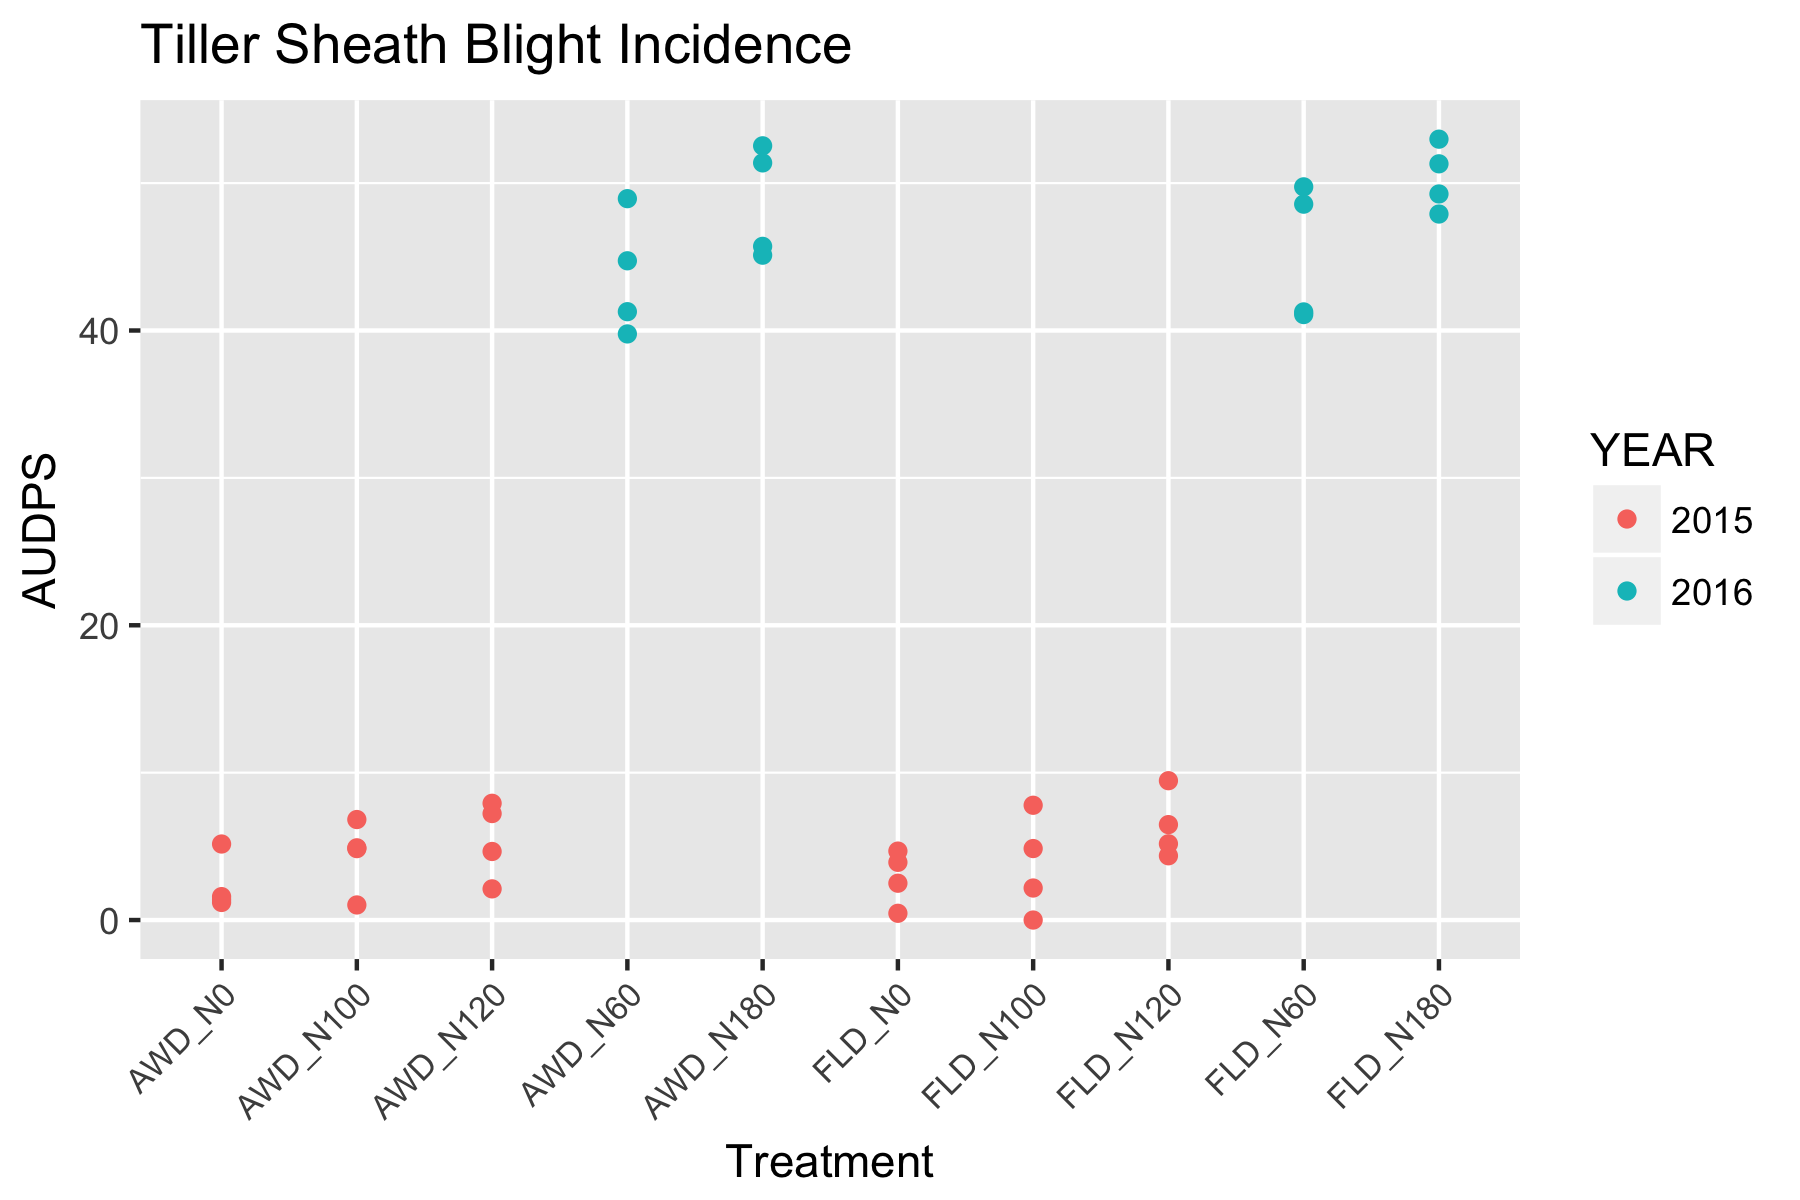 Tiller Sheath Blight Incidence
AUDPS
40
20
0
AWD_N0
AWD_N100
AWD_N120
AWD_N60
AWD_N180
FLD_N0
FLD_N100
FLD_N120
FLD_N60
FLD_N180
Treatment
YEAR
2015
2016